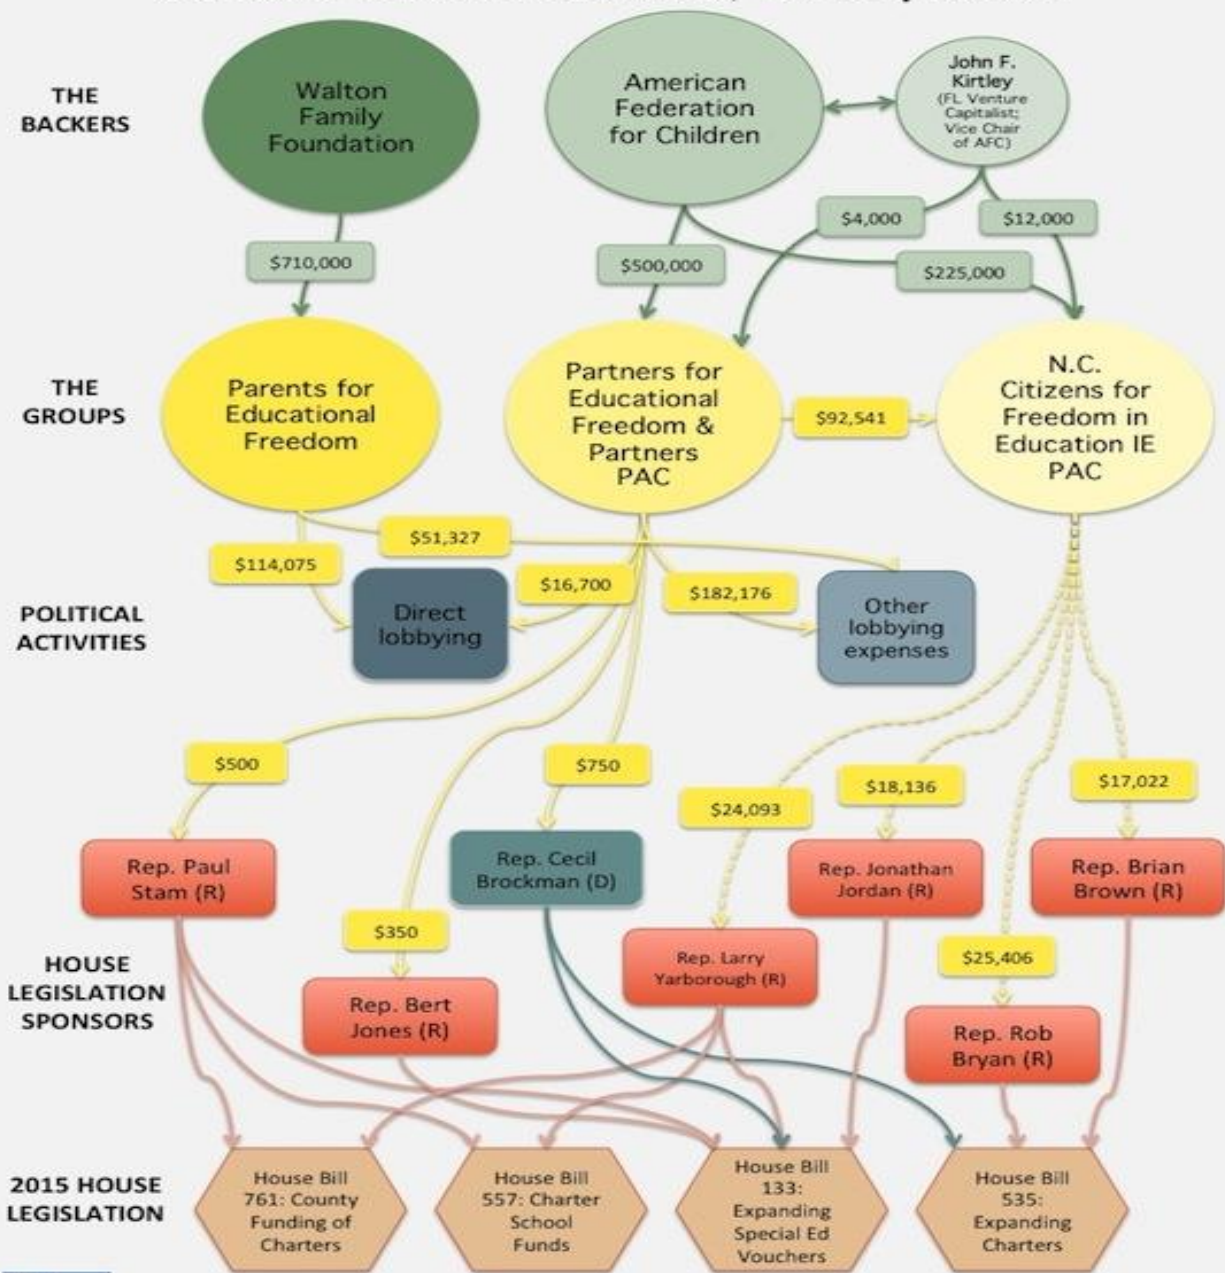 THE
BACKERS
Walton
Family
Foundation
American
Federation
for Children
John F.
Kirtley
(FL Venture
Capitalist;
Vice Chair
of AFC)
$4,000
$12,000
$710,000
$500,000
$225,000
THE
GROUPS
Parents for
Educational
Freedom
Partners for
Educational
Freedom &
Partners
PAC
$92,541
N.C.
Citizens for
Freedom in
Education IE
PAC
$51,327
$114,075
$16,700
$182,176
POLITICAL
ACTIVITIES
Direct
lobbying
Other
lobbying
expenses
$500
$750
$24,093
$18,136
$17,022
Rep. Paul
Stam (R)
Rep. Cecil
Brockman (D)
Rep. Jonathan
Jordan (R)
Rep. Brian
Brown (R)
$350
$25,406
HOUSE
LEGISLATION
SPONSORS
Rep. Bert
Jones (R)
Rep. Larry
Yarborough (R)
Rep. Rob
Bryan (R)
2015 HOUSE
LEGISLATION
House Bill
761: County
Funding of
Charters
House Bill
557: Charter
School
Funds
House Bill
133:
Expanding
Special Ed
Vouchers
House Bill
535:
Expanding
Charters